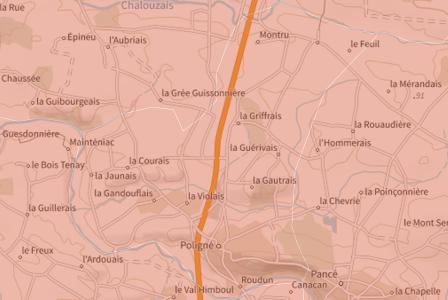 la Rue
Chalouzais
Épineu
l'Aubriais
Montru
le Feuil
Chaussée
la Grée Guissonnière
la Mérandais
.91
la Guibourgeais
la Griffrais
la Rouaudière
Guesdonnière
Mainténiac
la Guérivais
l'Hommerais
le Bois Tenay
la Courais
la Jaunais
la Gautrais
la Gandouflais
la Violais
la Poinçonnière
la Chevrie
la Guillerais
le Mont Ser
Poligné
le Freux
l'Ardouais
Pancé
Roudun
Canacan
le Val Himboul
la Chapelle